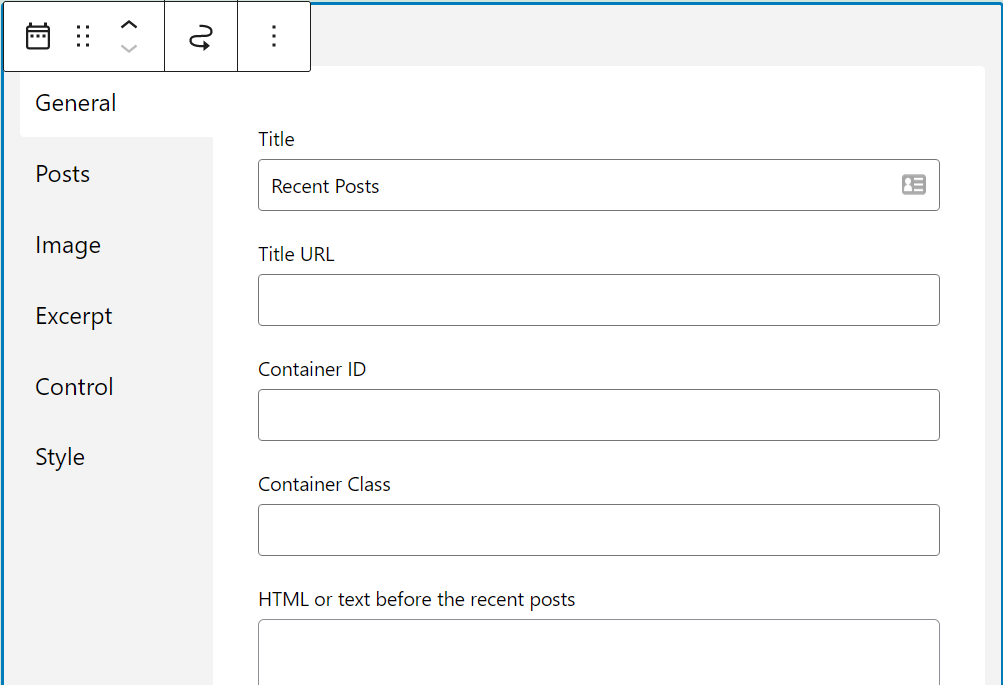 General
Posts
Image
Excerpt
Control
Style
Title
Recent Posts
Title URL
Container ID
Container Class
HTML or text before the recent posts